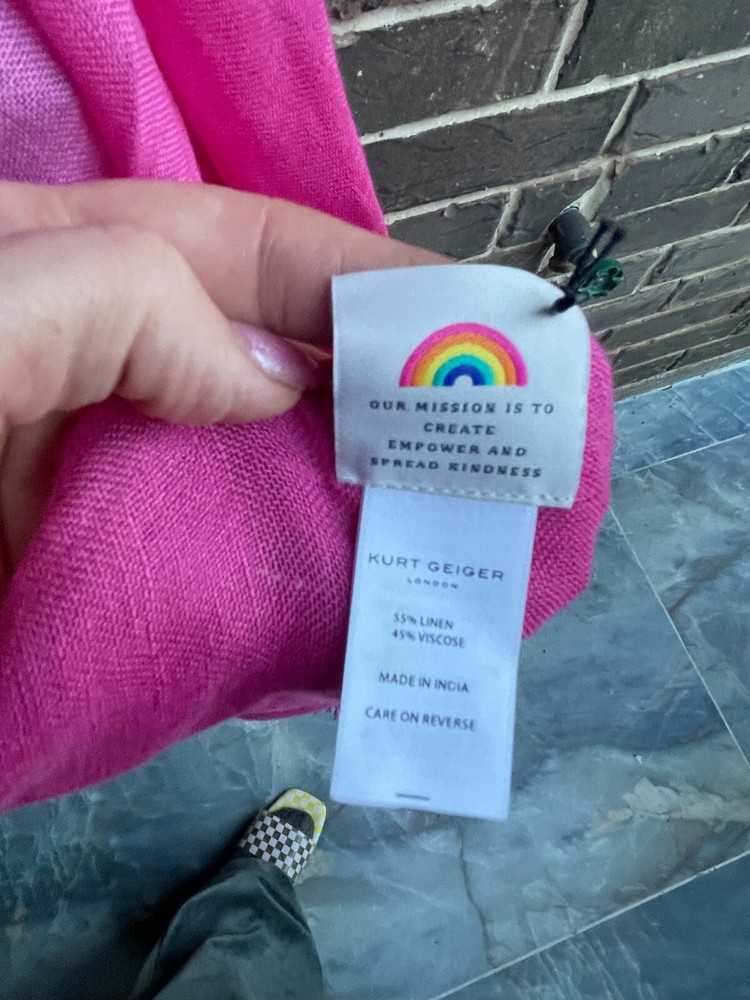 OUR MISSION IS TO
CREATE
EMPOWER AND
SPREAD KINDNESS
KURT GEIGER
LONDON
55% LINEN
45% VISCOSE
MADE IN INDIA
CARE ON REVERSE